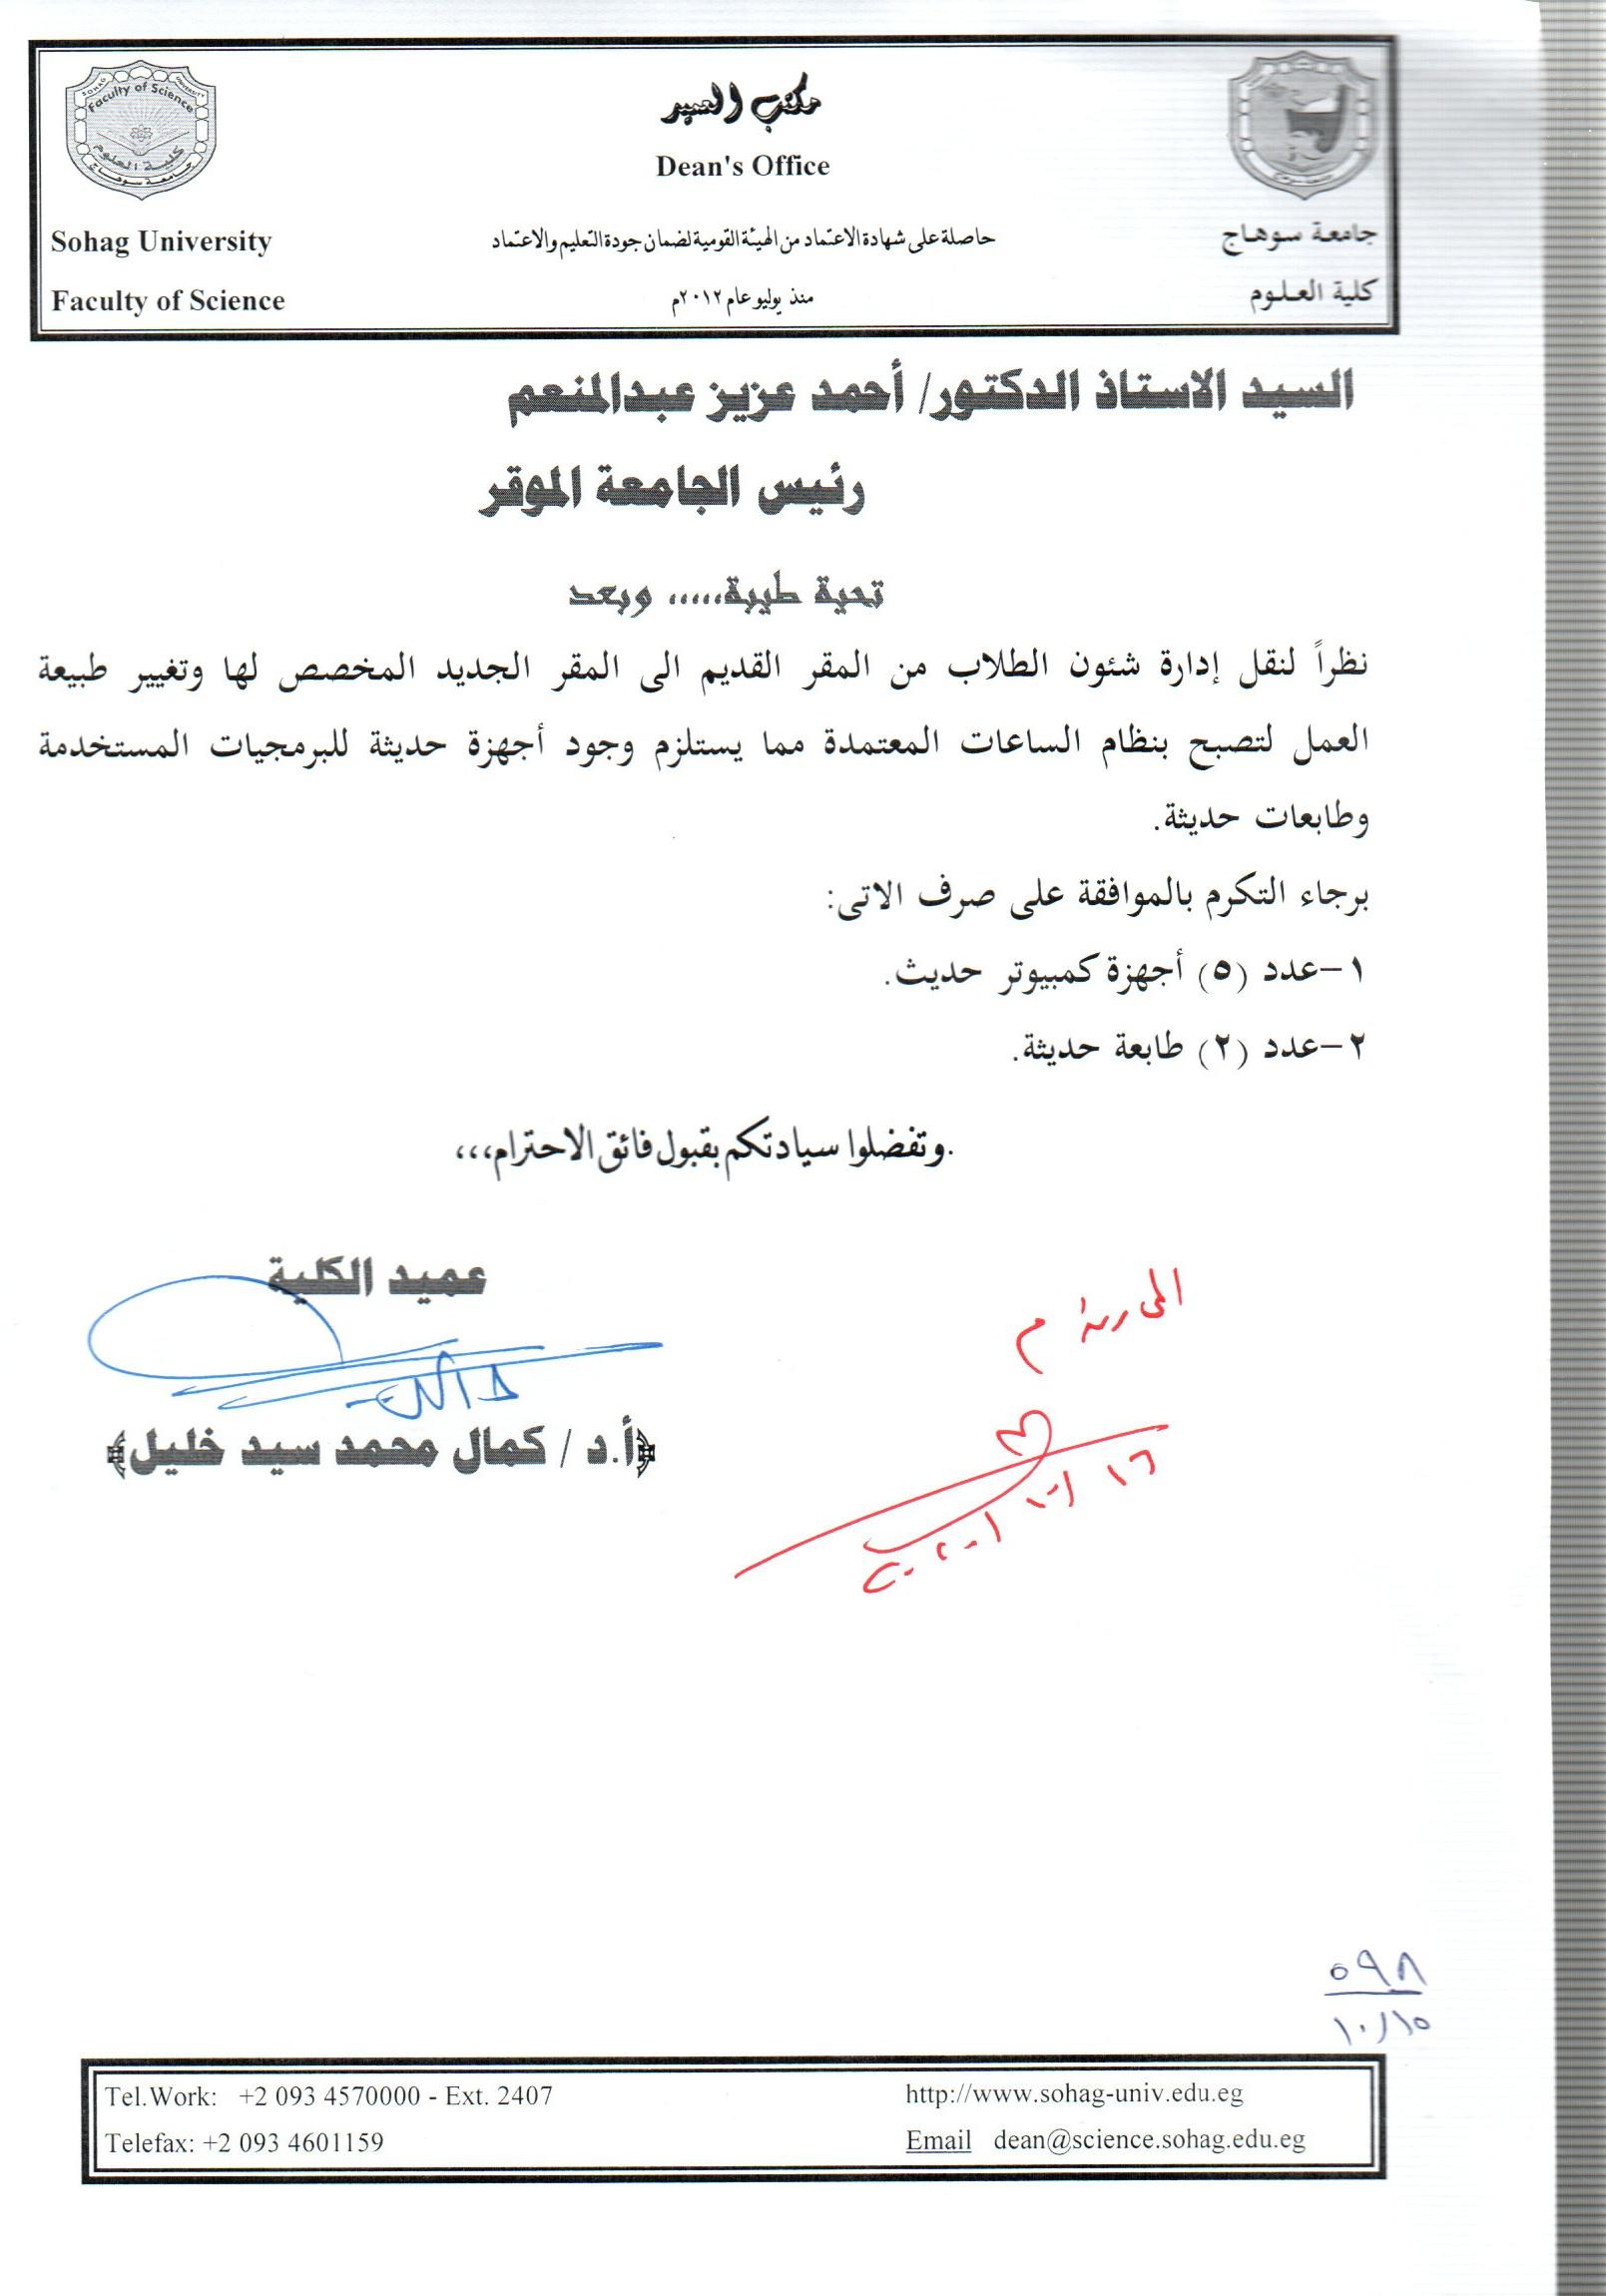 مكتب العميد
Dean's Office
Faculty of Science
كلية العلوم
جامعة سوهاج
Sohag University
Faculty of Science
حاصلة على شهادة الاعتماد من الهيئة القومية لضمان جودة التعليم والاعتماد
منذ يوليو عام ٢٠١٢م
جامعة سوهاج
كلية العلوم
السيد الاستاذ الدكتور/ أحمد عزيز عبدالمنعم
رئيس الجامعة الموقر
تحية طيبة..... وبعد
نظراً لنقل إدارة شئون الطلاب من المقر القديم الى المقر الجديد المخصص لها وتغيير طبيعة
العمل لتصبح بنظام الساعات المعتمدة مما يستلزم وجود أجهزة حديثة للبرمجيات المستخدمة
وطابعات حديثة.
برجاء التكرم بالموافقة على صرف الاتى:
١-عدد (٥) أجهزة كمبيوتر حديث.
٢-عدد (٢) طابعة حديثة.
.وتفضلوا سيادتكم بقبول فائق الاحترام،،،
عميد الكلية
﴿أ.د / كمال محمد سيد خليل﴾
٥٩٨
١٠/١٥
Tel.Work: +2 093 4570000 - Ext. 2407
Telefax: +2 093 4601159
http://www.sohag-univ.edu.eg
Email dean@science.sohag.edu.eg